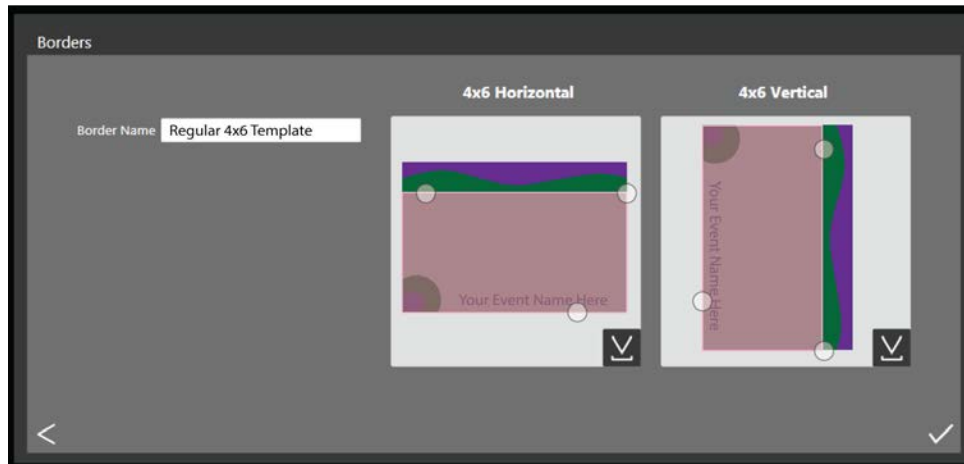 Borders
4x6 Horizontal
4x6 Vertical
Border Name
Regular 4x6 Template
Your Event Name Here
Your Event Name Here